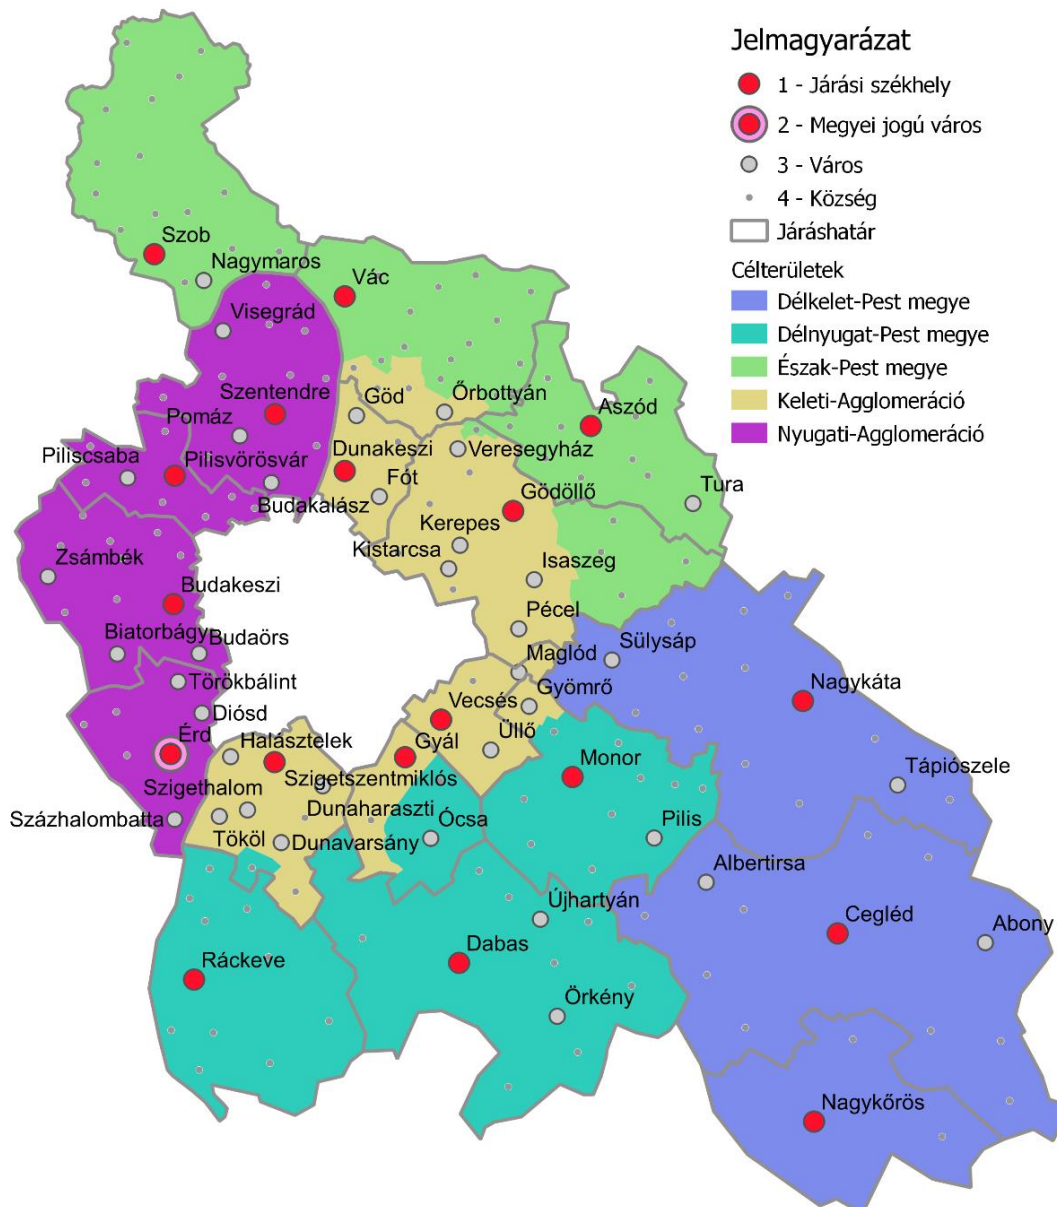 Jelmagyarázat
1 - Járási székhely
2 - Megyei jogú város
3 - Város
4 - Község
Járáshatár
Célterületek
Délkelet-Pest megye
Délnyugat-Pest megye
Észak-Pest megye
Keleti-Agglomeráció
Nyugati-Agglomeráció
Szob
Nagymaros
Vác
Visegrád
Szentendre
Göd
Őrbottyán
Aszód
Pomáz
Piliscsaba
Pilisvörösvár
Dunakeszi
Veresegyház
Fót
Budakalász
Gödöllő
Tura
Kerepes
Kistarcsa
Zsámbék
Isaszeg
Budakeszi
Pécel
Biatorbágy
Budaörs
Sülysáp
Maglód
Törökbálint
Nagykáta
Gyömrő
Vecsés
Diósd
Érd
Halásztelek
Gyál
Üllő
Monor
Tápiószele
Szigetszentmiklós
Szigethalom
Dunaharaszti
Százhalombatta
Tököl
Dunavarsány
Ócsa
Pilis
Albertirsa
Újhartyán
Cegléd
Abony
Dabas
Ráckeve
Örkény
Nagykőrös